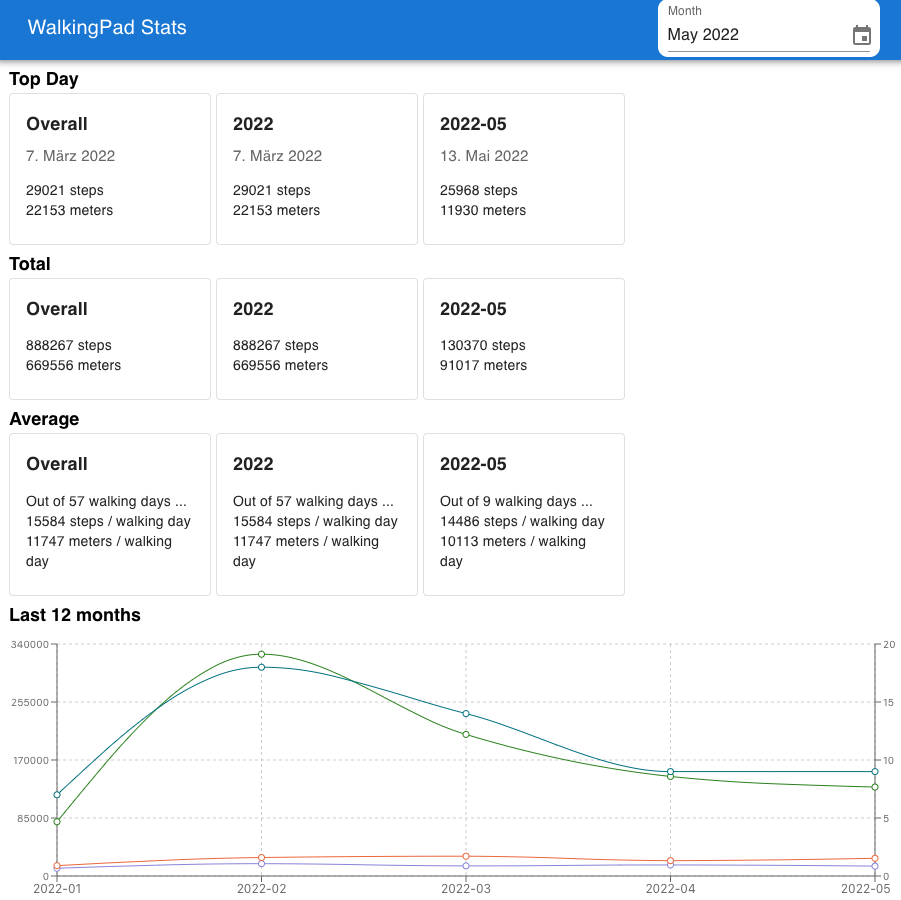 WalkingPad Stats
Month
May 2022
Top Day
Overall
7. März 2022
29021 steps
22153 meters
2022
7. März 2022
29021 steps
22153 meters
2022-05
13. Mai 2022
25968 steps
11930 meters
Total
Overall
888267 steps
669556 meters
2022
888267 steps
669556 meters
2022-05
130370 steps
91017 meters
Average
Overall
Out of 57 walking days ...
15584 steps / walking day
11747 meters / walking
day
2022
Out of 57 walking days ...
15584 steps / walking day
11747 meters / walking
day
2022-05
Out of 9 walking days ...
14486 steps / walking day
10113 meters / walking
day
Last 12 months
340000
255000
170000
85000
0
20
15
10
5
0
2022-01
2022-02
2022-03
2022-04
2022-05